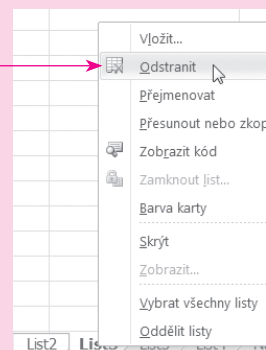 Vložit...
Odstranit
Přejmenovat
Přesunout nebo zkop
Zobrazit kód
Zamknout list...
Barva karty
Skrýt
Zobrazit...
Vybrat všechny listy
Oddělit listy
List2